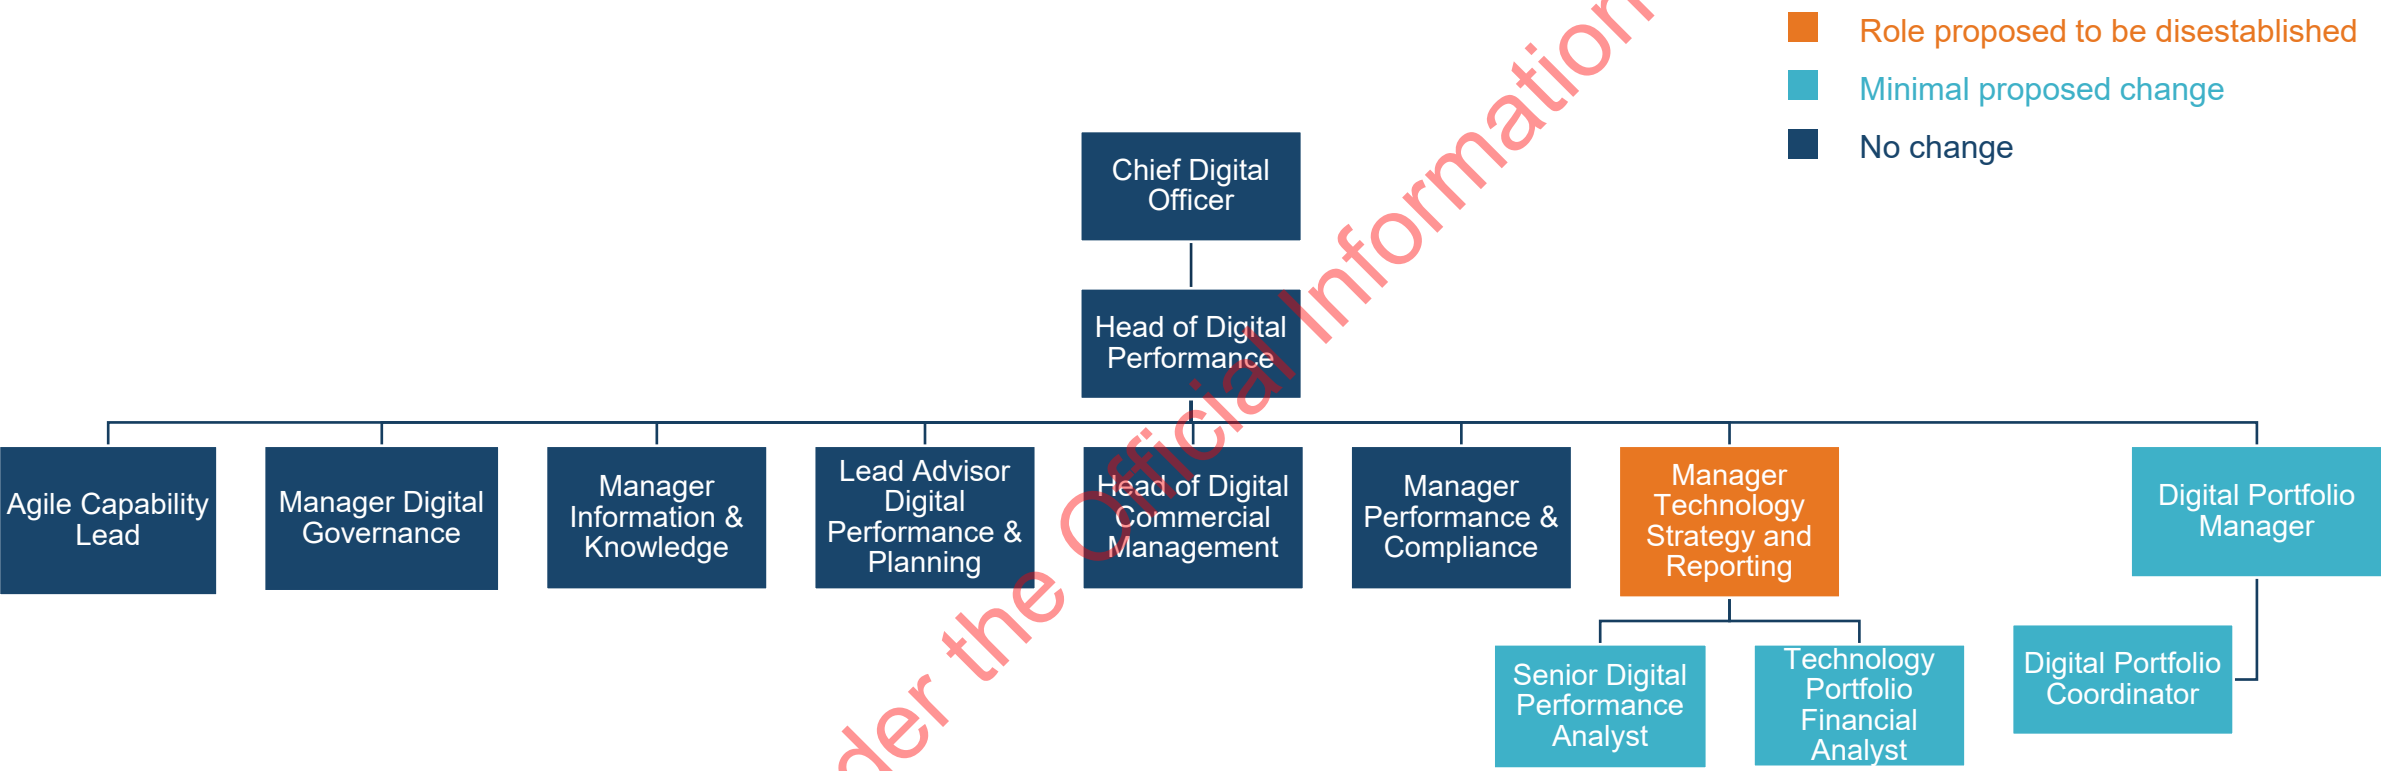 Role proposed to be disestablished
Minimal proposed change
No change
Chief Digital
Officer
Head of Digital
Performance
Agile Capability
Lead
Manager Digital
Governance
Manager
Information &
Knowledge
Lead Advisor
Digital
Performance &
Planning
Head of Digital
Commercial
Management
Manager
Performance &
Compliance
Manager
Technology
Strategy and
Reporting
Digital Portfolio
Manager
Senior Digital
Performance
Analyst
Technology
Portfolio
Financial
Analyst
Digital Portfolio
Coordinator
der the Official Information